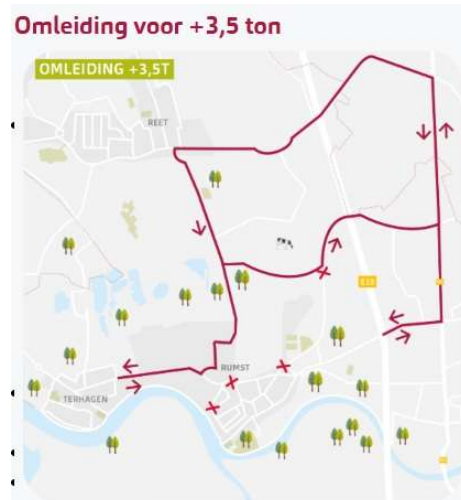 Omleiding voor +3,5 ton
OMLEIDING +3,5T
REET
E19
RUMST
TERHAGEN